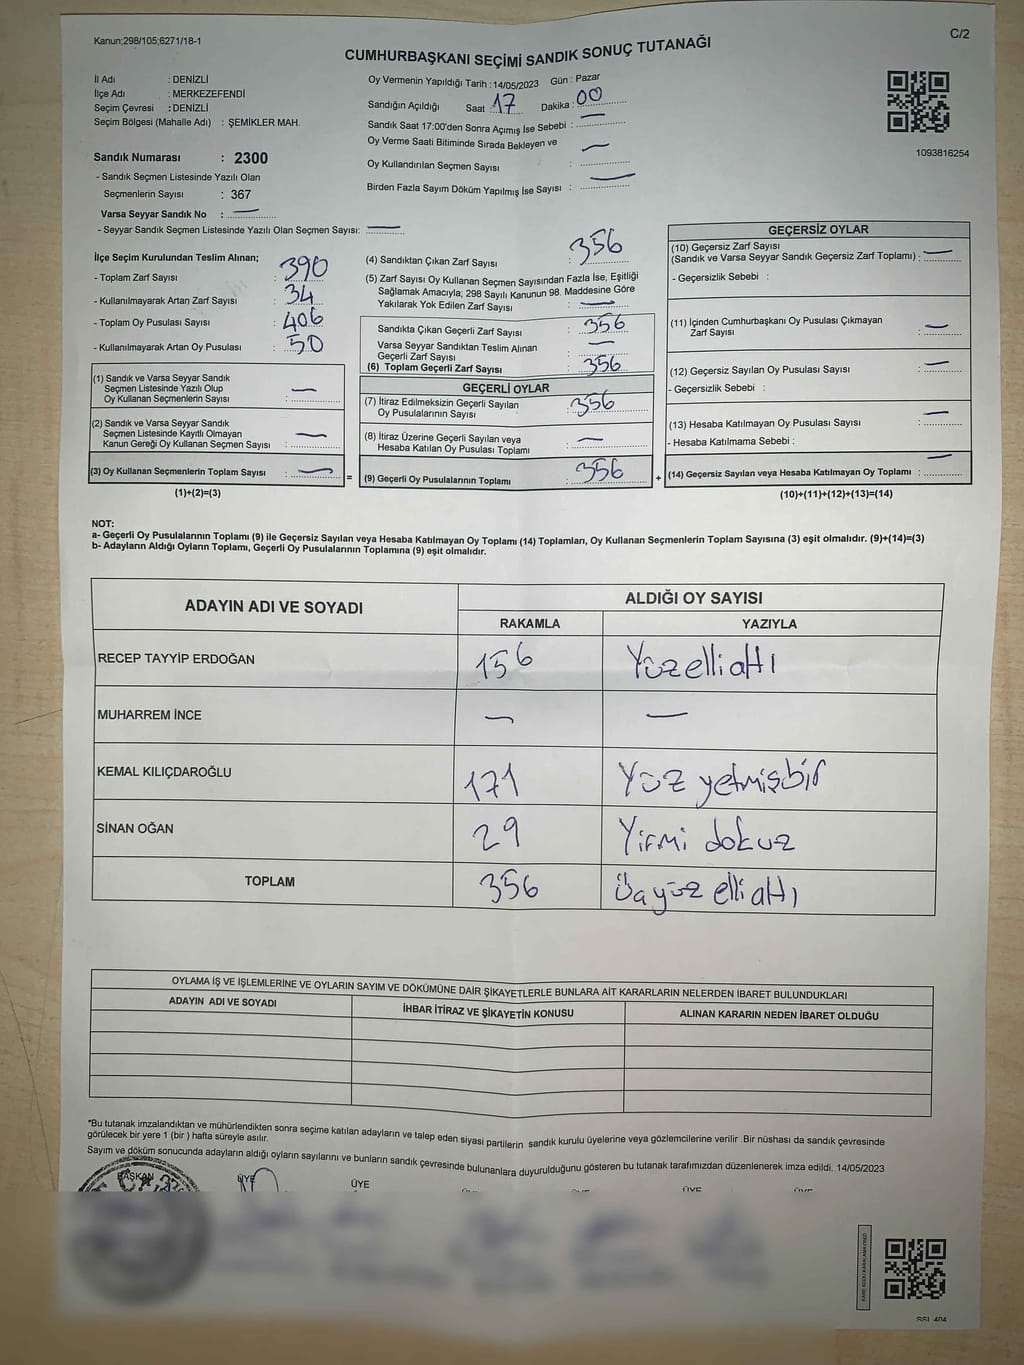 Kanun;298/105;6271/18-1
C/2
CUMHURBAŞKANI SEÇİMİ SANDIK SONUÇ TUTANAĞI
İl Adı : DENİZLİ
İlçe Adı : MERKEZEFENDİ
Seçim Çevresi : DENİZLİ
Seçim Bölgesi (Mahalle Adı) : ŞEMİKLER MAH.
Sandık Numarası : 2300
- Sandık Seçmen Listesinde Yazılı Olan
Seçmenlerin Sayısı : 367
Varsa Seyyar Sandık No : —
- Seyyar Sandık Seçmen Listesinde Yazılı Olan Seçmen Sayısı: —
Oy Vermenin Yapıldığı Tarih : 14/05/2023 Gün : Pazar
Sandığın Açıldığı Saat 17 Dakika : 00
Sandık Saat 17:00'den Sonra Açımış İse Sebebi : —
Oy Verme Saati Bitiminde Sırada Bekleyen ve —
Oy Kullandırılan Seçmen Sayısı :
Birden Fazla Sayım Döküm Yapılmış İse Sayısı : —
1093816254
İlçe Seçim Kurulundan Teslim Alınan;
- Toplam Zarf Sayısı : 390
- Kullanılmayarak Artan Zarf Sayısı : 34
- Toplam Oy Pusulası Sayısı : 406
- Kullanılmayarak Artan Oy Pusulası : 50
(1) Sandık ve Varsa Seyyar Sandık
Seçmen Listesinde Yazılı Olup
Oy Kullanan Seçmenlerin Sayısı : —
(2) Sandık ve Varsa Seyyar Sandık
Seçmen Listesinde Kayıtlı Olmayan
Kanun Gereği Oy Kullanan Seçmen Sayısı : —
(3) Oy Kullanan Seçmenlerin Toplam Sayısı : —
(1)+(2)=(3)
=
(4) Sandıktan Çıkan Zarf Sayısı : 356
(5) Zarf Sayısı Oy Kullanan Seçmen Sayısından Fazla İse, Eşitliği
Sağlamak Amacıyla; 298 Sayılı Kanunun 98. Maddesine Göre
Yakılarak Yok Edilen Zarf Sayısı : —
Sandıkta Çıkan Geçerli Zarf Sayısı : 356
Varsa Seyyar Sandıktan Teslim Alınan
Geçerli Zarf Sayısı : —
(6) Toplam Geçerli Zarf Sayısı : 356
GEÇERLİ OYLAR
(7) İtiraz Edilmeksizin Geçerli Sayılan
Oy Pusulalarının Sayısı : 356
(8) İtiraz Üzerine Geçerli Sayılan veya
Hesaba Katılan Oy Pusulası Toplamı : —
(9) Geçerli Oy Pusulalarının Toplamı : 356
+
GEÇERSİZ OYLAR
(10) Geçersiz Zarf Sayısı
(Sandık ve Varsa Seyyar Sandık Geçersiz Zarf Toplamı) : —
- Geçersizlik Sebebi :
(11) İçinden Cumhurbaşkanı Oy Pusulası Çıkmayan
Zarf Sayısı : —
(12) Geçersiz Sayılan Oy Pusulası Sayısı : —
- Geçersizlik Sebebi :
(13) Hesaba Katılmayan Oy Pusulası Sayısı : —
- Hesaba Katılmama Sebebi :
(14) Geçersiz Sayılan veya Hesaba Katılmayan Oy Toplamı : —
(10)+(11)+(12)+(13)=(14)
NOT:
a- Geçerli Oy Pusulalarının Toplamı (9) ile Geçersiz Sayılan veya Hesaba Katılmayan Oy Toplamı (14) Toplamları, Oy Kullanan Seçmenlerin Toplam Sayısına (3) eşit olmalıdır. (9)+(14)=(3)
b- Adayların Aldığı Oyların Toplamı, Geçerli Oy Pusulalarının Toplamına (9) eşit olmalıdır.
ADAYIN ADI VE SOYADI ALDIĞI OY SAYISI
RAKAMLA YAZIYLA
RECEP TAYYİP ERDOĞAN 156 Yüzellialtı
MUHARREM İNCE — —
KEMAL KILIÇDAROĞLU 171 Yüz yetmişbir
SİNAN OĞAN 29 Yirmi dokuz
TOPLAM 356 Üçyüz elli altı
OYLAMA İŞ VE İŞLEMLERİNE VE OYLARIN SAYIM VE DÖKÜMÜNE DAİR ŞİKAYETLERLE BUNLARA AİT KARARLARIN NELERDEN İBARET BULUNDUKLARI
ADAYIN ADI VE SOYADI İHBAR İTİRAZ VE ŞİKAYETİN KONUSU ALINAN KARARIN NEDEN İBARET OLDUĞU
*Bu tutanak imzalandıktan ve mühürlendikten sonra seçime katılan adayların ve talep eden siyasi partilerin sandık kurulu üyelerine veya gözlemcilerine verilir .Bir nüshası da sandık çevresinde
görülecek bir yere 1 (bir ) hafta süreyle asılır.
Sayım ve döküm sonucunda adayların aldığı oyların sayılarını ve bunların sandık çevresinde bulunanlara duyurulduğunu gösteren bu tutanak tarafımızdan düzenlenerek imza edildi. 14/05/2023
BAŞKAN ÜYE ÜYE ÜYE ÜYE ÜYE ÜYE